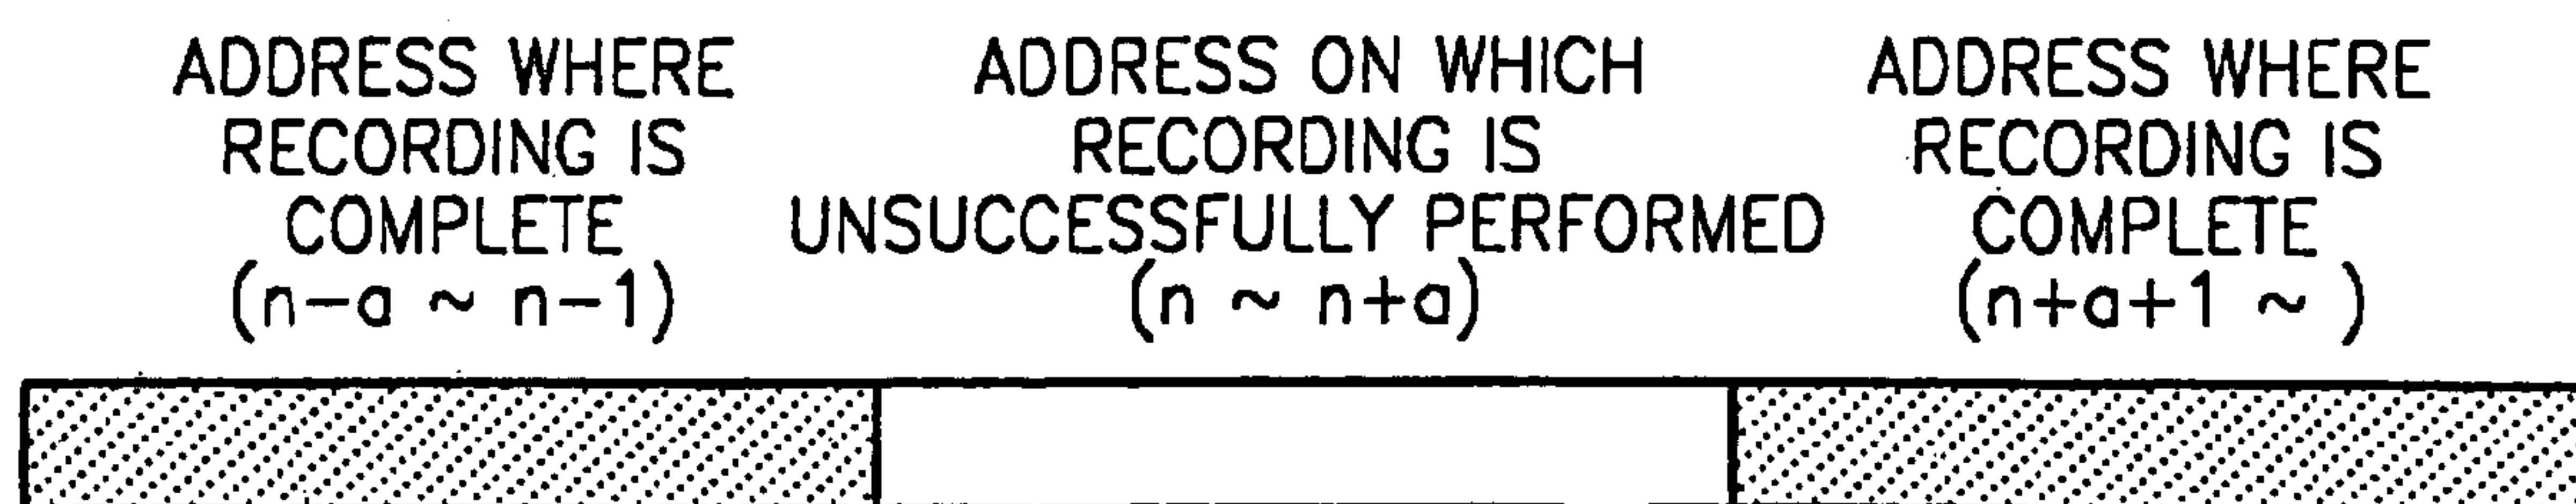 ADDRESS WHERE
RECORDING IS
COMPLETE
(n-a ~ n-1)
ADDRESS ON WHICH
RECORDING IS
UNSUCCESSFULLY PERFORMED
(n ~ n+a)
ADDRESS WHERE
RECORDING IS
COMPLETE
(n+a+1 ~ )